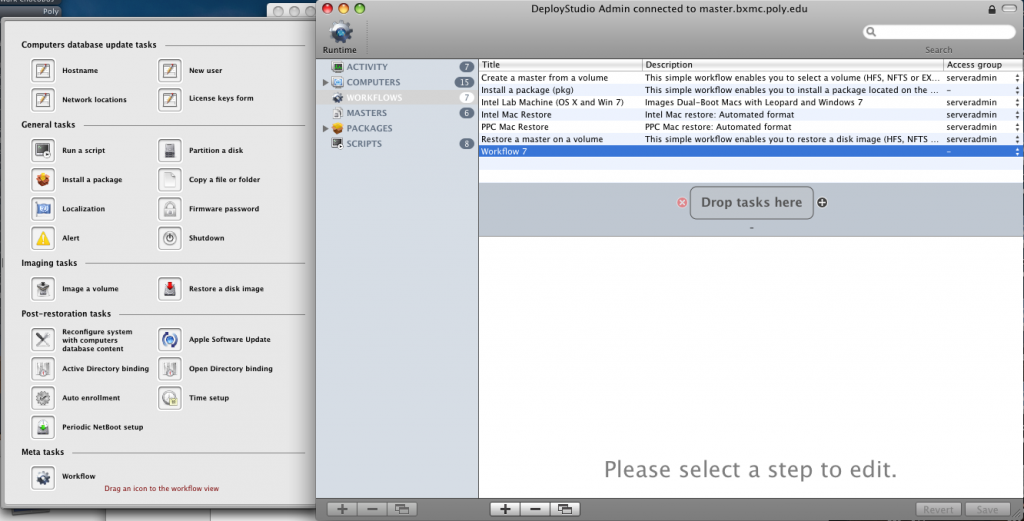 Poly
Computers database update tasks
Hostname
New user
Network locations
License keys form
General tasks
Run a script
Partition a disk
Install a package
Copy a file or folder
Localization
Firmware password
Alert
Shutdown
Imaging tasks
Image a volume
Restore a disk image
Post-restoration tasks
Reconfigure system
with computers
database content
Apple Software Update
Active Directory binding
Open Directory binding
Auto enrollment
Time setup
Periodic NetBoot setup
Meta tasks
Workflow
Drag an icon to the workflow view
DeployStudio Admin connected to master.bxmc.poly.edu
Runtime
Search
ACTIVITY 7
COMPUTERS 15
WORKFLOWS 7
MASTERS 6
PACKAGES
SCRIPTS 8
Title Description Access group
Create a master from a volume This simple workflow enables you to select a volume (HFS, NFTS or EX... serveradmin
Install a package (pkg) This simple workflow enables you to install a package located on the ... -
Intel Lab Machine (OS X and Win 7) Images Dual-Boot Macs with Leopard and Windows 7 serveradmin
Intel Mac Restore Intel Mac restore: Automated format serveradmin
PPC Mac Restore PPC Mac Restore: Automated format serveradmin
Restore a master on a volume This simple workflow enables you to restore a disk image (HFS, NTFS ... serveradmin
Workflow 7 -
Drop tasks here
-
Please select a step to edit.
Revert Save